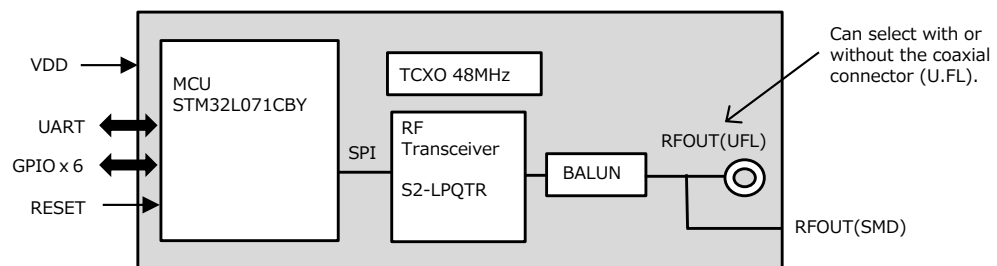 VDD
UART
GPIO x 6
RESET
MCU
STM32L071CBY
TCXO 48MHz
SPI
RF
Transceiver
S2-LPQTR
BALUN
RFOUT(UFL)
Can select with or
without the coaxial
connector (U.FL).
RFOUT(SMD)